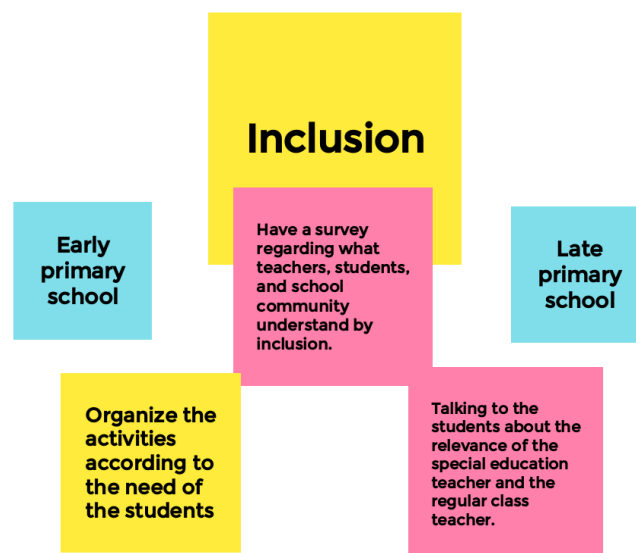 Inclusion
Early
primary
school
Have a survey
regarding what
teachers, students,
and school
community
understand by
inclusion.
Late
primary
school
Organize the
activities
according to
the need of
the students
Talking to the
students about the
relevance of the
special education
teacher and the
regular class
teacher.